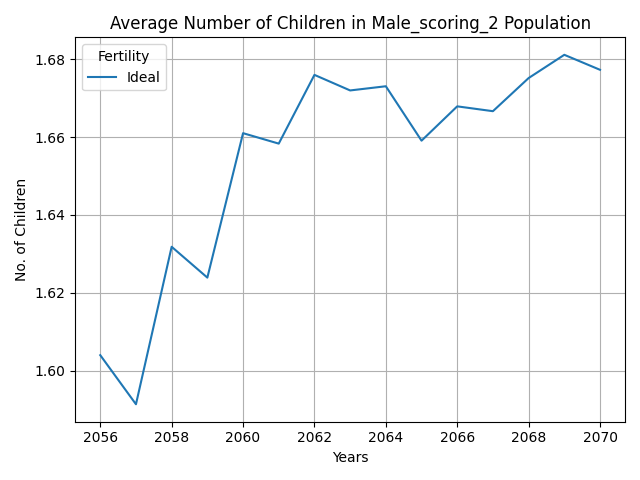 Average Number of Children in Male_scoring_2 Population
Fertility
Ideal
No. of Children
1.68
1.66
1.64
1.62
1.60
2056 2058 2060 2062 2064 2066 2068 2070
Years